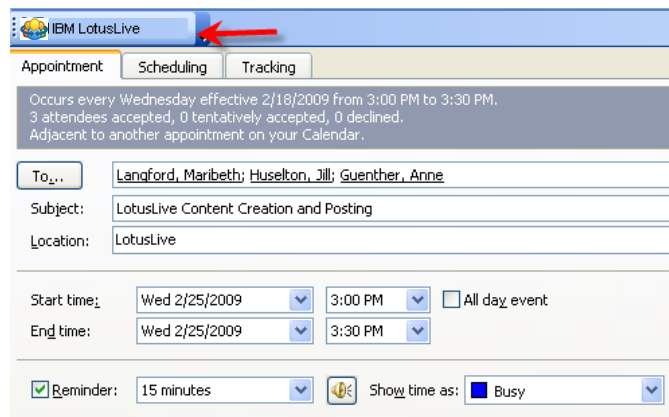 IBM LotusLive
Appointment Scheduling Tracking
Occurs every Wednesday effective 2/18/2009 from 3:00 PM to 3:30 PM.
3 attendees accepted, 0 tentatively accepted, 0 declined.
Adjacent to another appointment on your Calendar.
To... Langford, Maribeth; Huselton, Jill; Guenther, Anne
Subject: LotusLive Content Creation and Posting
Location: LotusLive
Start time: Wed 2/25/2009 3:00 PM All day event
End time: Wed 2/25/2009 3:30 PM
Reminder: 15 minutes Show time as: Busy